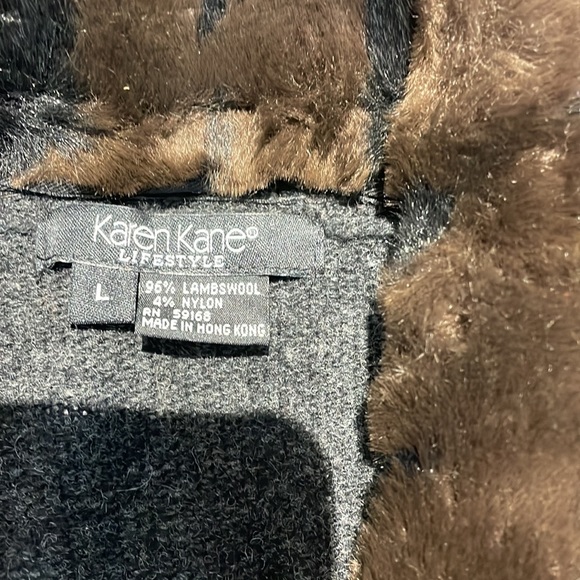 Karen Kane®
LIFESTYLE
L
96% LAMBSWOOL
4% NYLON
RN 59168
MADE IN HONG KONG